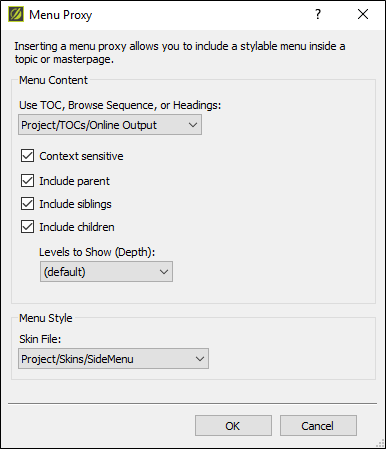 Menu Proxy
Inserting a menu proxy allows you to include a stylable menu inside a
topic or masterpage.
Menu Content
Use TOC, Browse Sequence, or Headings:
Project/TOCs/Online Output
Context sensitive
Include parent
Include siblings
Include children
Levels to Show (Depth):
(default)
Menu Style
Skin File:
Project/Skins/SideMenu
OK
Cancel